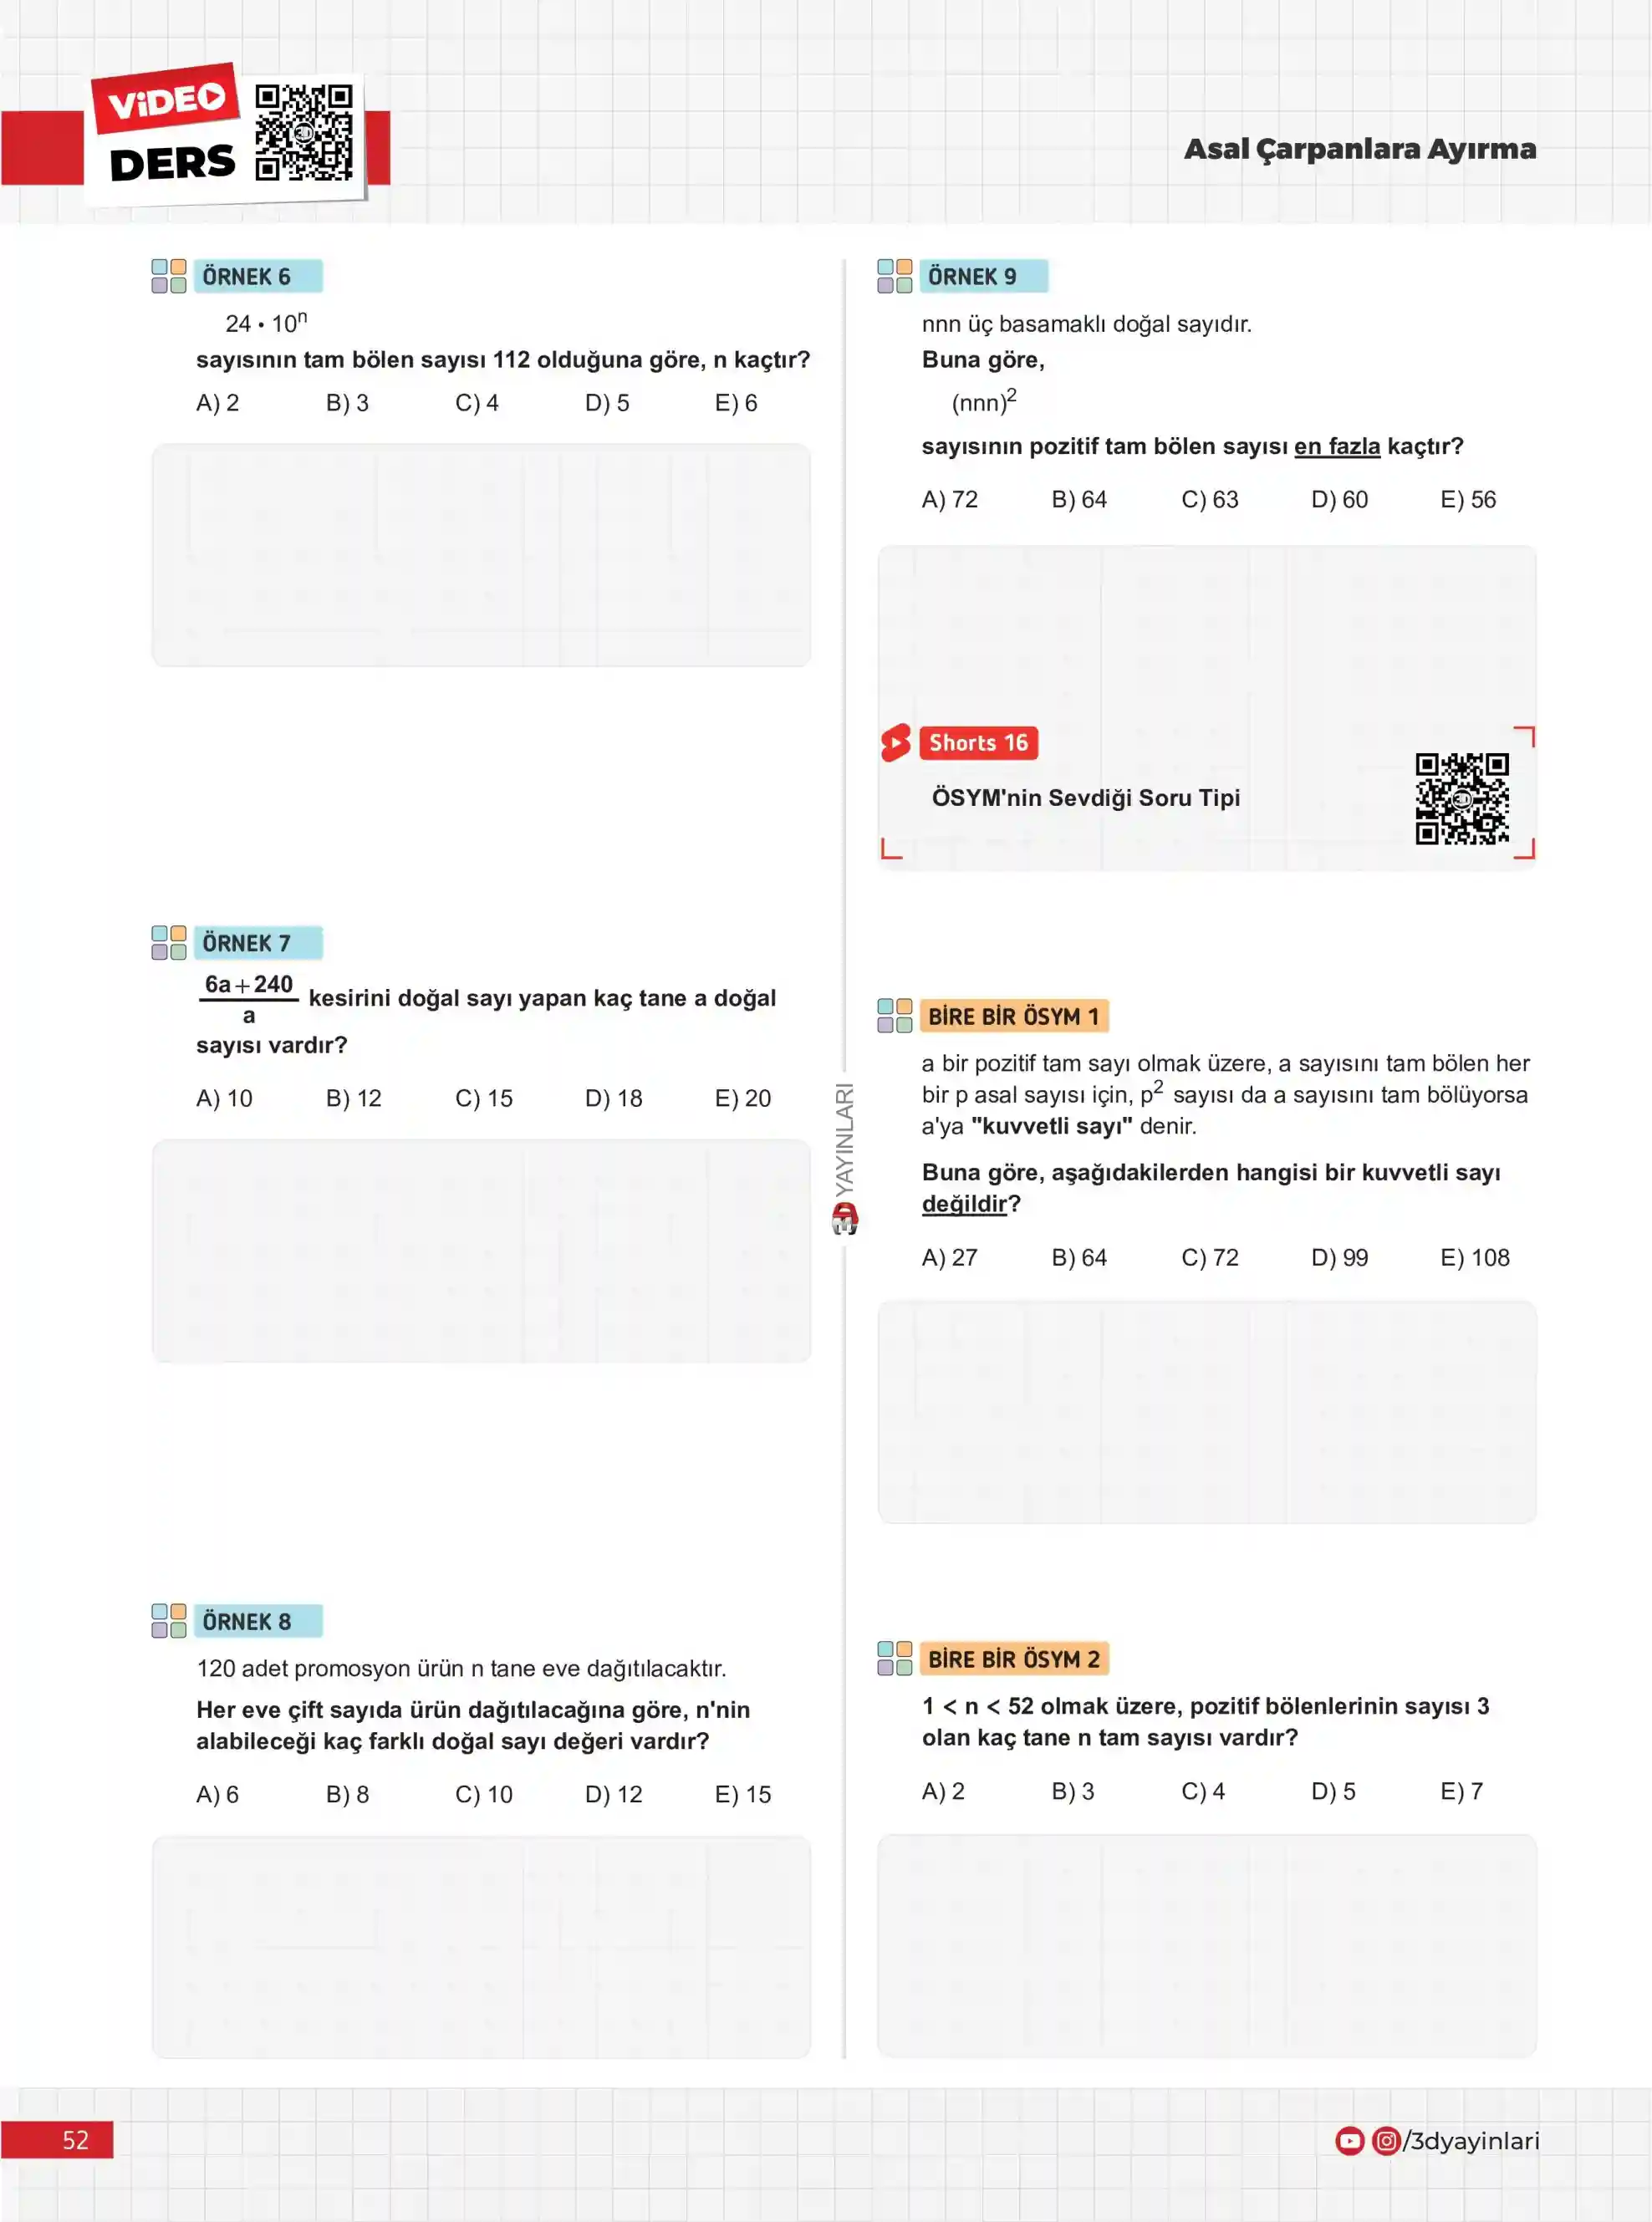 VİDEO
DERS
Asal Çarpanlara Ayırma
ÖRNEK 6
24 • 10ⁿ
sayısının tam bölen sayısı 112 olduğuna göre, n kaçtır?
A) 2 B) 3 C) 4 D) 5 E) 6
ÖRNEK 7
6a+240
a
kesirini doğal sayı yapan kaç tane a doğal
sayısı vardır?
A) 10 B) 12 C) 15 D) 18 E) 20
ÖRNEK 8
120 adet promosyon ürün n tane eve dağıtılacaktır.
Her eve çift sayıda ürün dağıtılacağına göre, n'nin
alabileceği kaç farklı doğal sayı değeri vardır?
A) 6 B) 8 C) 10 D) 12 E) 15
YAYINLARI
ÖRNEK 9
nnn üç basamaklı doğal sayıdır.
Buna göre,
(nnn)²
sayısının pozitif tam bölen sayısı en fazla kaçtır?
A) 72 B) 64 C) 63 D) 60 E) 56
Shorts 16
ÖSYM'nin Sevdiği Soru Tipi
BİRE BİR ÖSYM 1
a bir pozitif tam sayı olmak üzere, a sayısını tam bölen her
bir p asal sayısı için, p² sayısı da a sayısını tam bölüyorsa
a'ya "kuvvetli sayı" denir.
Buna göre, aşağıdakilerden hangisi bir kuvvetli sayı
değildir?
A) 27 B) 64 C) 72 D) 99 E) 108
BİRE BİR ÖSYM 2
1 < n < 52 olmak üzere, pozitif bölenlerinin sayısı 3
olan kaç tane n tam sayısı vardır?
A) 2 B) 3 C) 4 D) 5 E) 7
52
/3dyayinlari